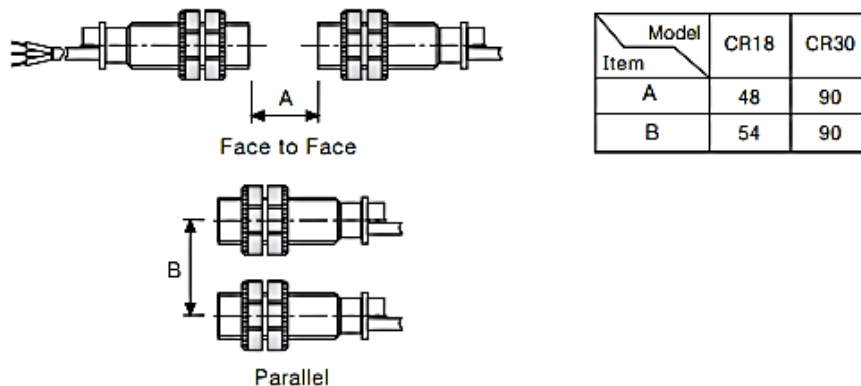 A
Face to Face
B
Parallel
Model CR18 CR30
Item
A 48 90
B 54 90